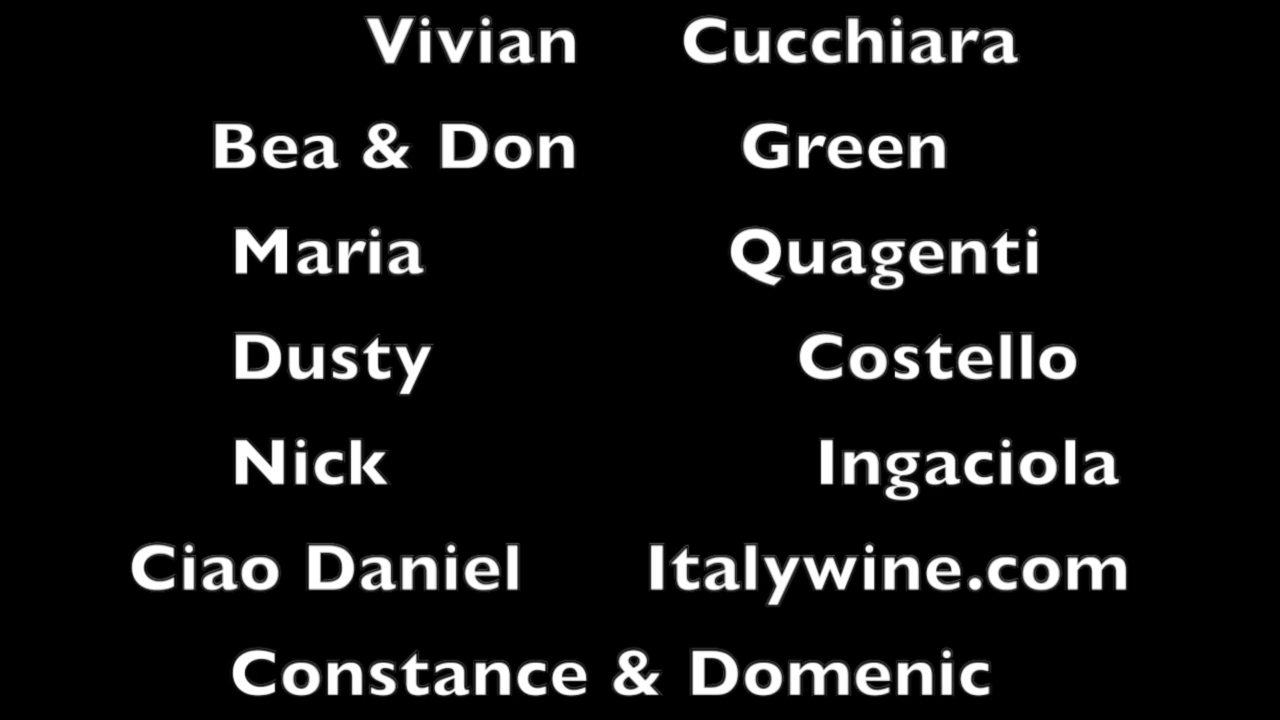 Vivian Cucchiara
Bea & Don Green
Maria Quagenti
Dusty Costello
Nick Ingaciola
Ciao Daniel Italywine.com
Constance & Domenic